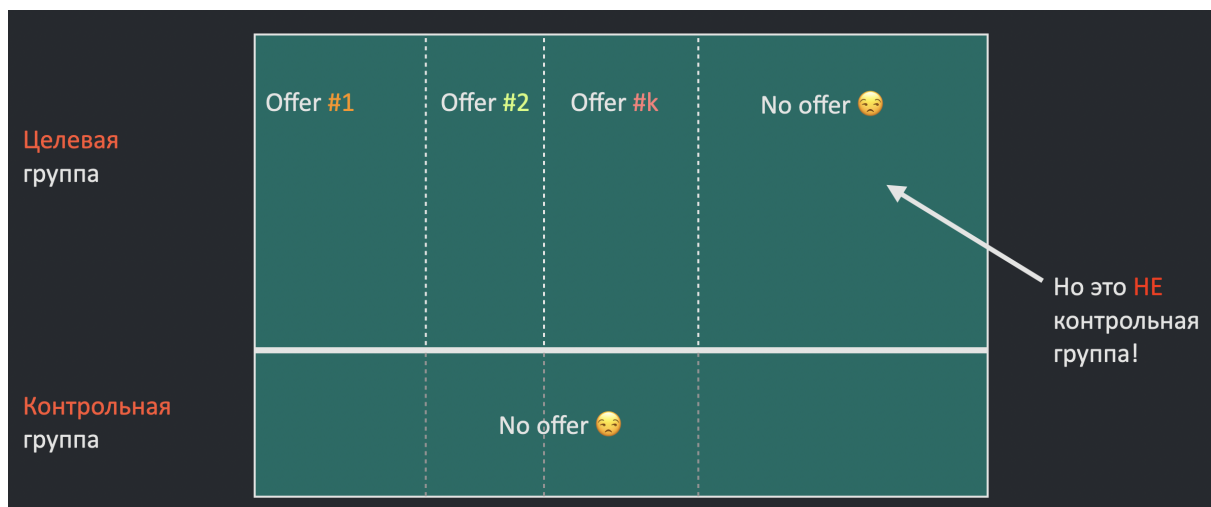 Offer #1
Offer #2
Offer #k
No offer 😒
Целевая
группа
Но это НЕ
контрольная
группа!
Контрольная
группа
No offer 😒